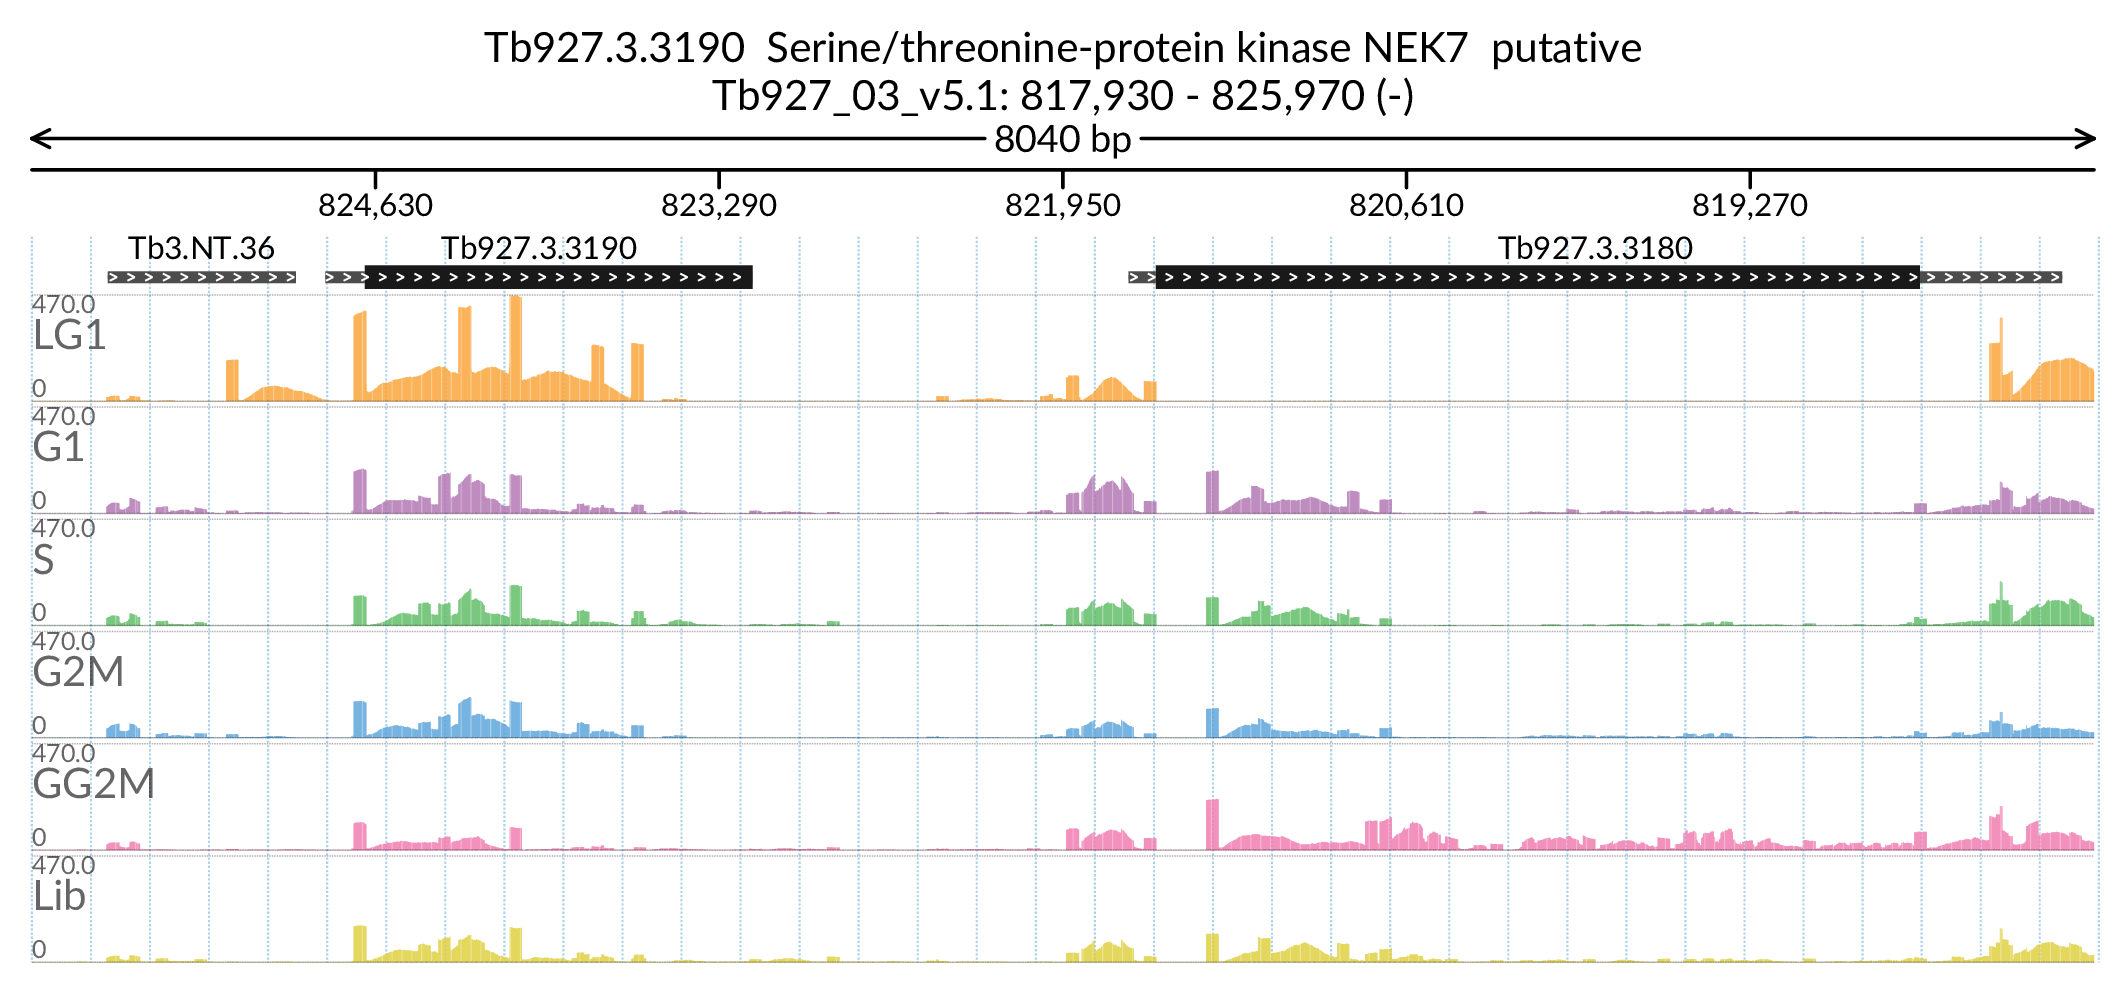 Tb927.3.3190  Serine/threonine-protein kinase NEK7  putative
Tb927_03_v5.1: 817,930 - 825,970 (-)
8040 bp
824,630 823,290 821,950 820,610 819,270
Tb3.NT.36 Tb927.3.3190 Tb927.3.3180
470.0
LG1
0
470.0
G1
0
470.0
S
0
470.0
G2M
0
470.0
GG2M
0
470.0
Lib
0